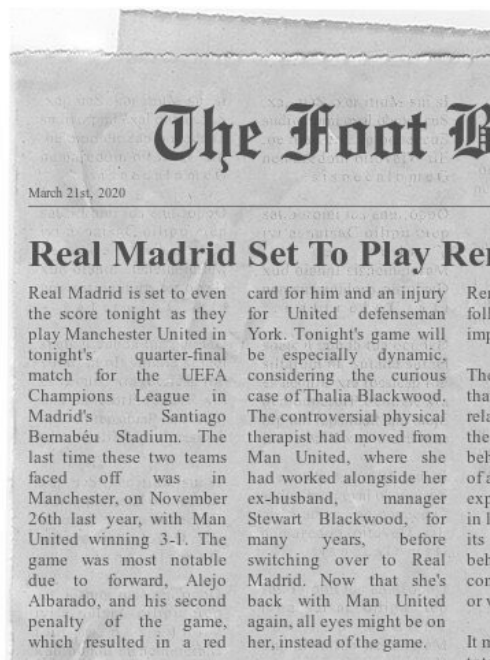 The Foot B
March 21st, 2020
Real Madrid Set To Play Rem
Real Madrid is set to even
the score tonight as they
play Manchester United in
tonight's quarter-final
match for the UEFA
Champions League in
Madrid's Santiago
Bernabéu Stadium. The
last time these two teams
faced off was in
Manchester, on November
26th last year, with Man
United winning 3-1. The
game was most notable
due to forward, Alejo
Albarado, and his second
penalty of the game,
which resulted in a red
card for him and an injury
for United defenseman
York. Tonight's game will
be especially dynamic,
considering the curious
case of Thalia Blackwood.
The controversial physical
therapist had moved from
Man United, where she
had worked alongside her
ex-husband, manager
Stewart Blackwood, for
many years, before
switching over to Real
Madrid. Now that she's
back with Man United
again, all eyes might be on
her, instead of the game.